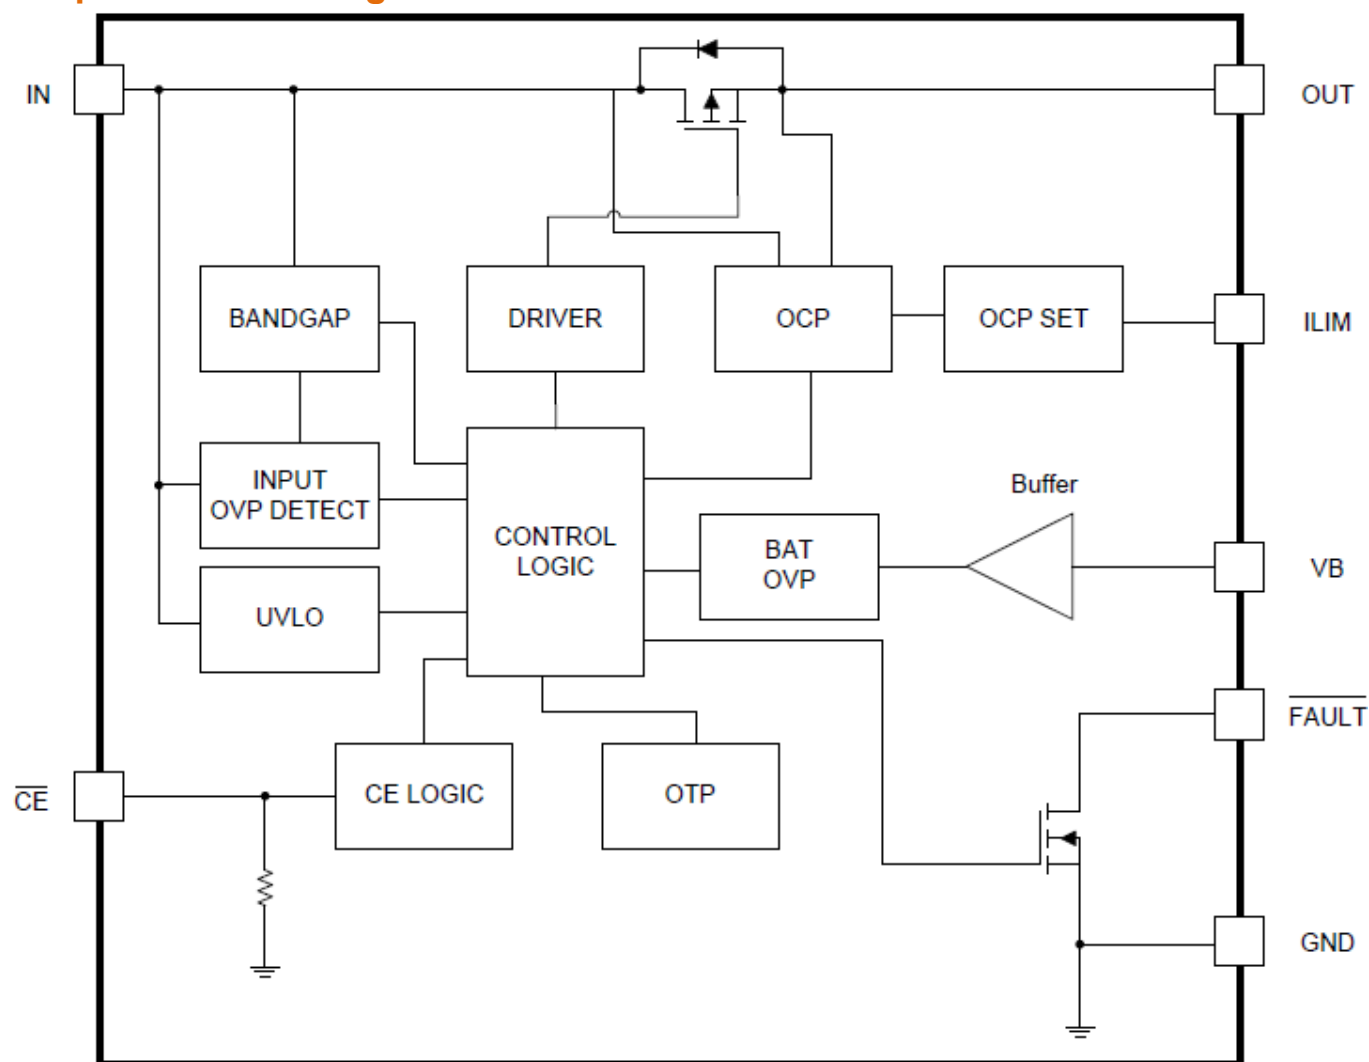 IN
OUT
BANDGAP
DRIVER
OCP
OCP SET
ILIM
INPUT
OVP DETECT
CONTROL
LOGIC
Buffer
BAT
OVP
VB
UVLO
FAULT
CE
CE LOGIC
OTP
GND